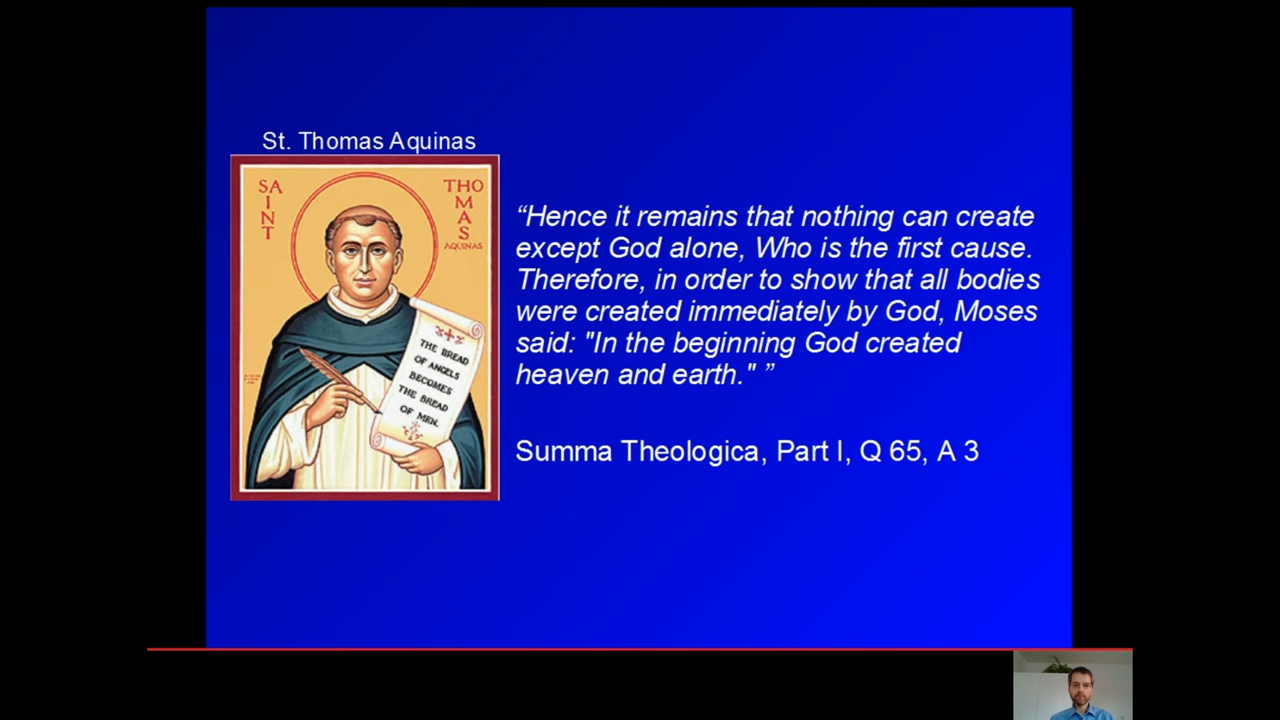 St. Thomas Aquinas
SAINT
THOMAS
AQUINAS
THE BREAD
OF ANGELS
BECOMES
THE BREAD
OF MEN.
“Hence it remains that nothing can create
except God alone, Who is the first cause.
Therefore, in order to show that all bodies
were created immediately by God, Moses
said: "In the beginning God created
heaven and earth." ”
Summa Theologica, Part I, Q 65, A 3